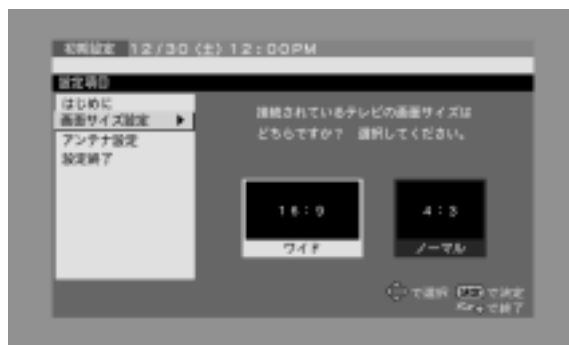 初期設定 12/30(土)12:00PM
設定項目
はじめに
画面サイズ設定 ▶
アンテナ設定
設定終了
接続されているテレビの画面サイズは
どちらですか? 選択してください。
16:9
ワイド
4:3
ノーマル
で選択 で決定
で終了